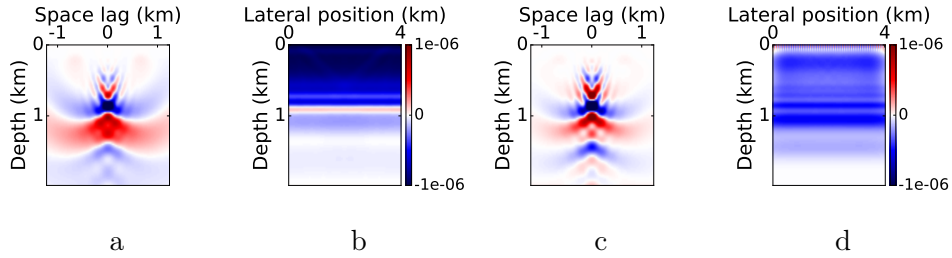 Space lag (km)
-1 0 1
0
1
Depth (km)
Lateral position (km)
0 4
0
1
Depth (km)
1e-06
0
-1e-06
Space lag (km)
-1 0 1
0
1
Depth (km)
Lateral position (km)
0 4
0
1
Depth (km)
1e-06
0
-1e-06
a b c d